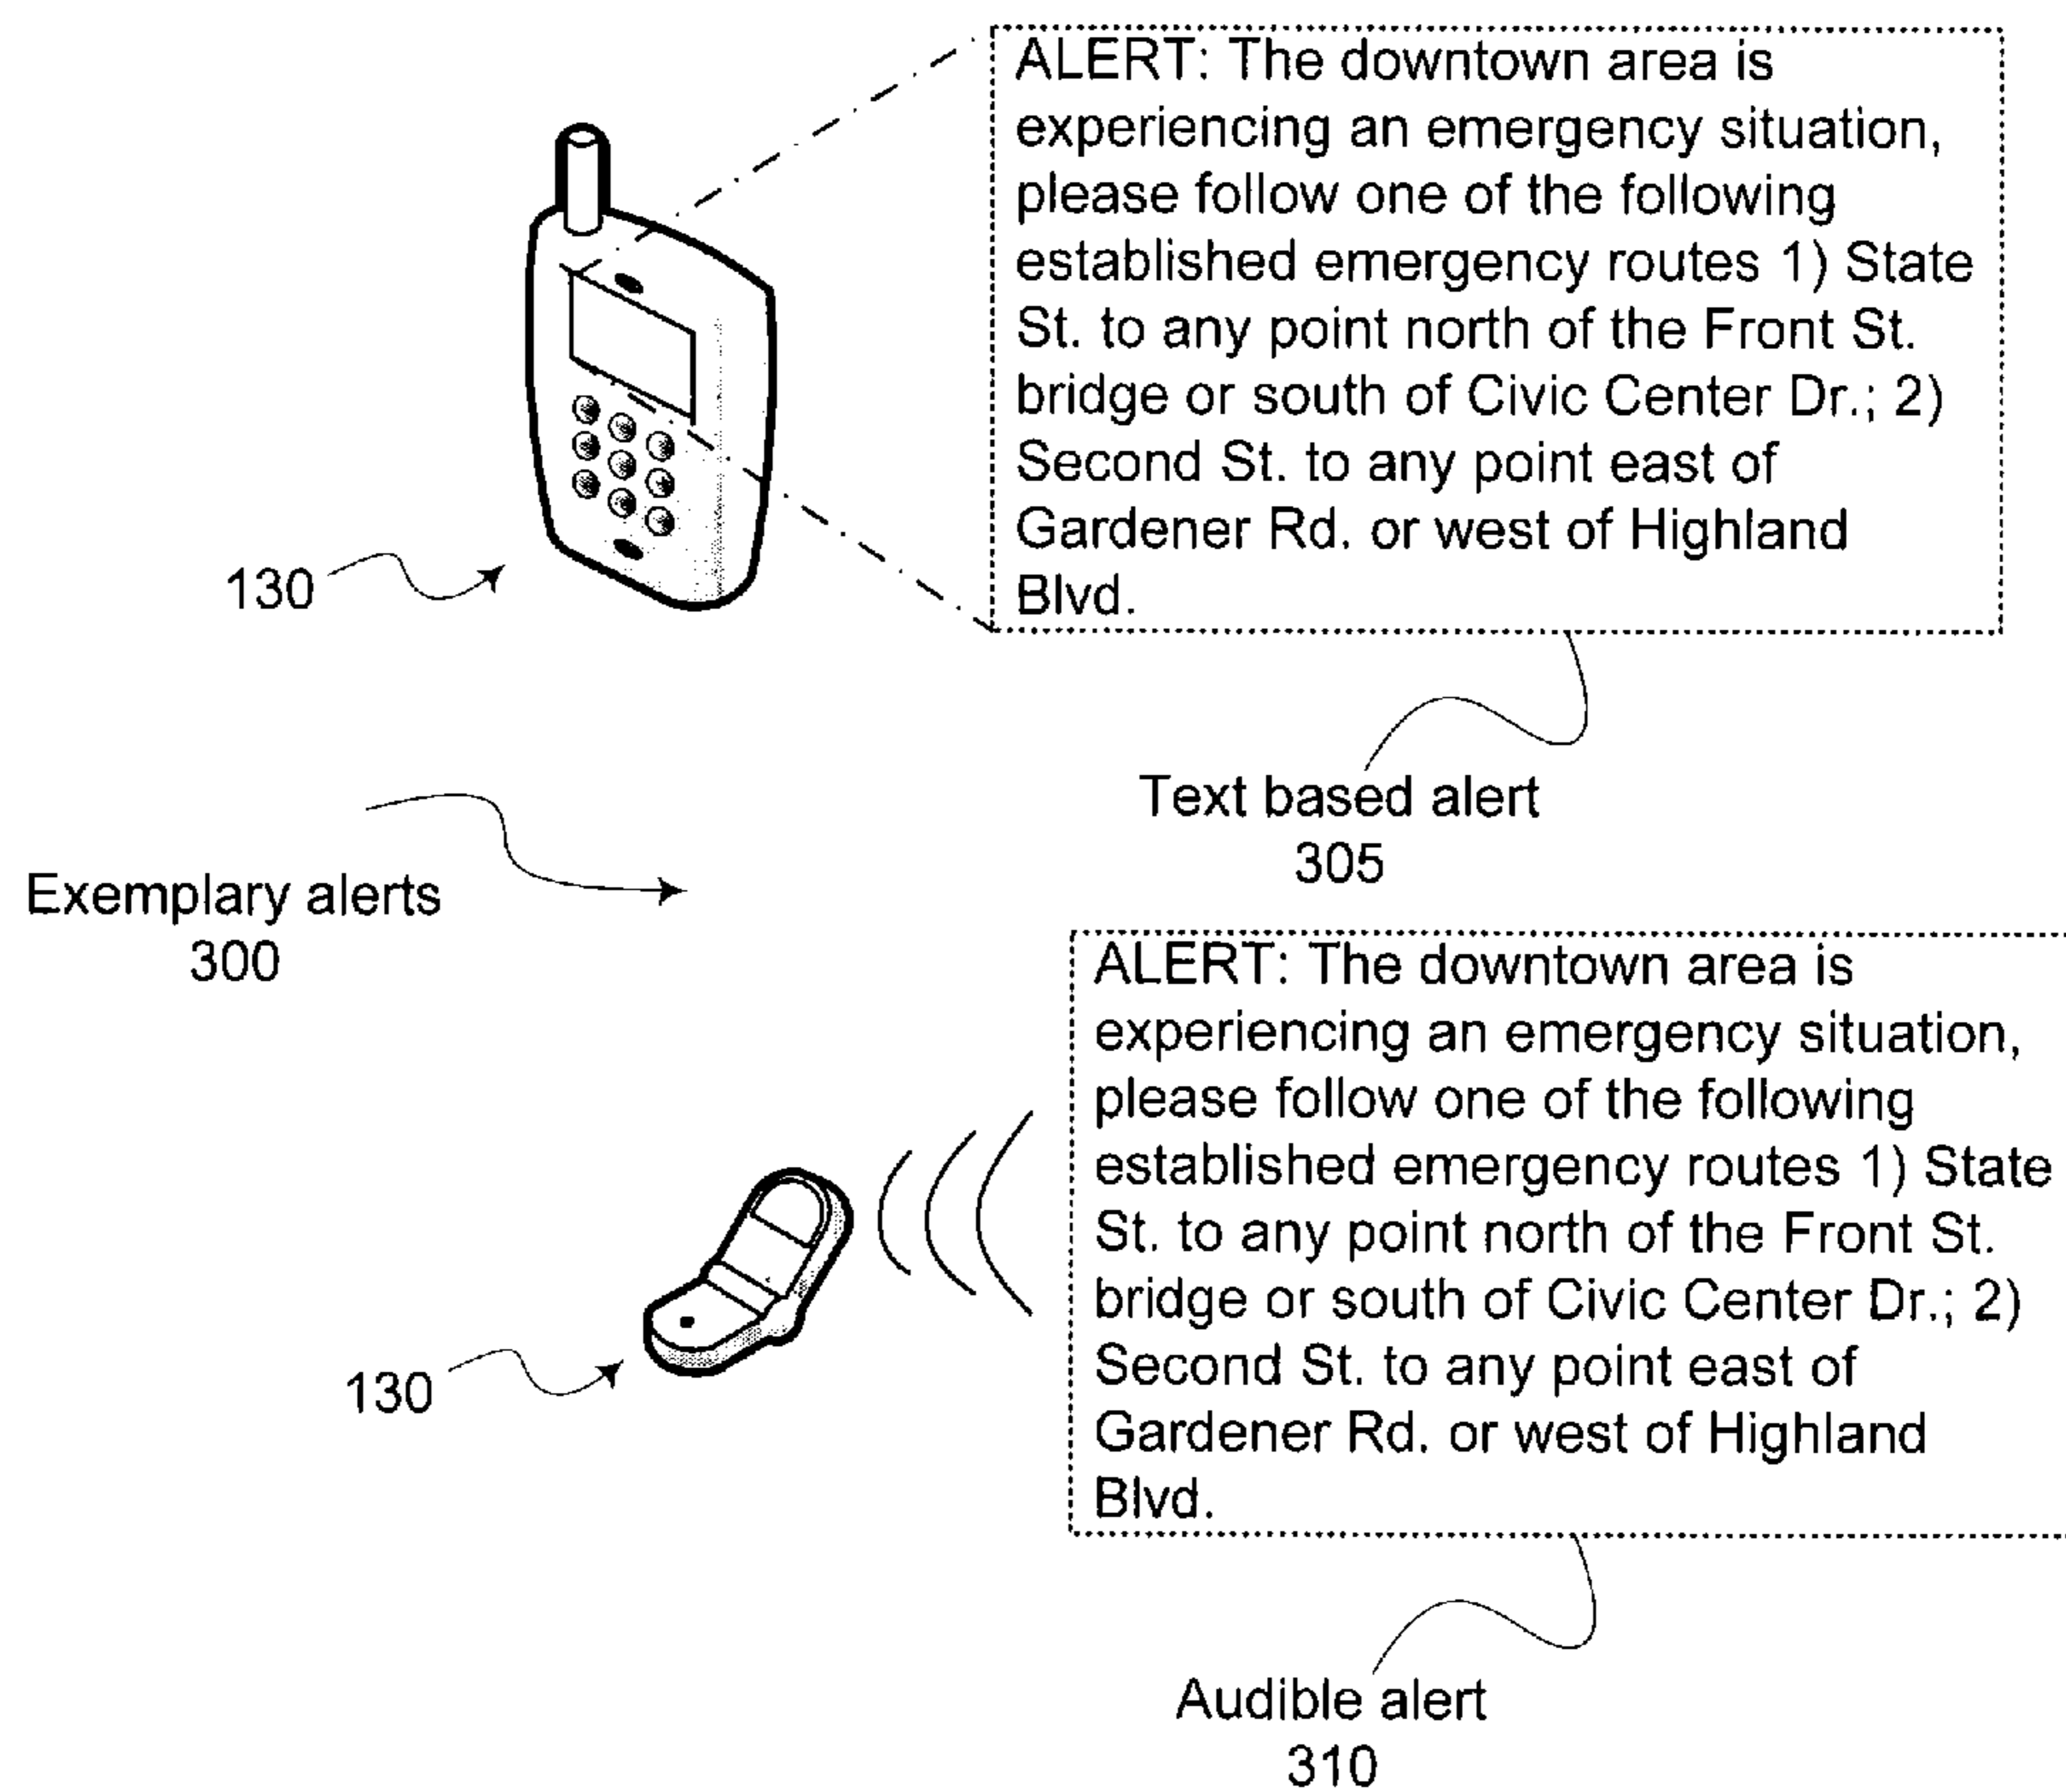 ALERT: The downtown area is
experiencing an emergency situation,
please follow one of the following
established emergency routes 1) State
St. to any point north of the Front St.
bridge or south of Civic Center Dr.; 2)
Second St. to any point east of
Gardener Rd. or west of Highland
Blvd.
130
Text based alert
305
Exemplary alerts
300
ALERT: The downtown area is
experiencing an emergency situation,
please follow one of the following
established emergency routes 1) State
St. to any point north of the Front St.
bridge or south of Civic Center Dr.; 2)
Second St. to any point east of
Gardener Rd. or west of Highland
Blvd.
130
Audible alert
310